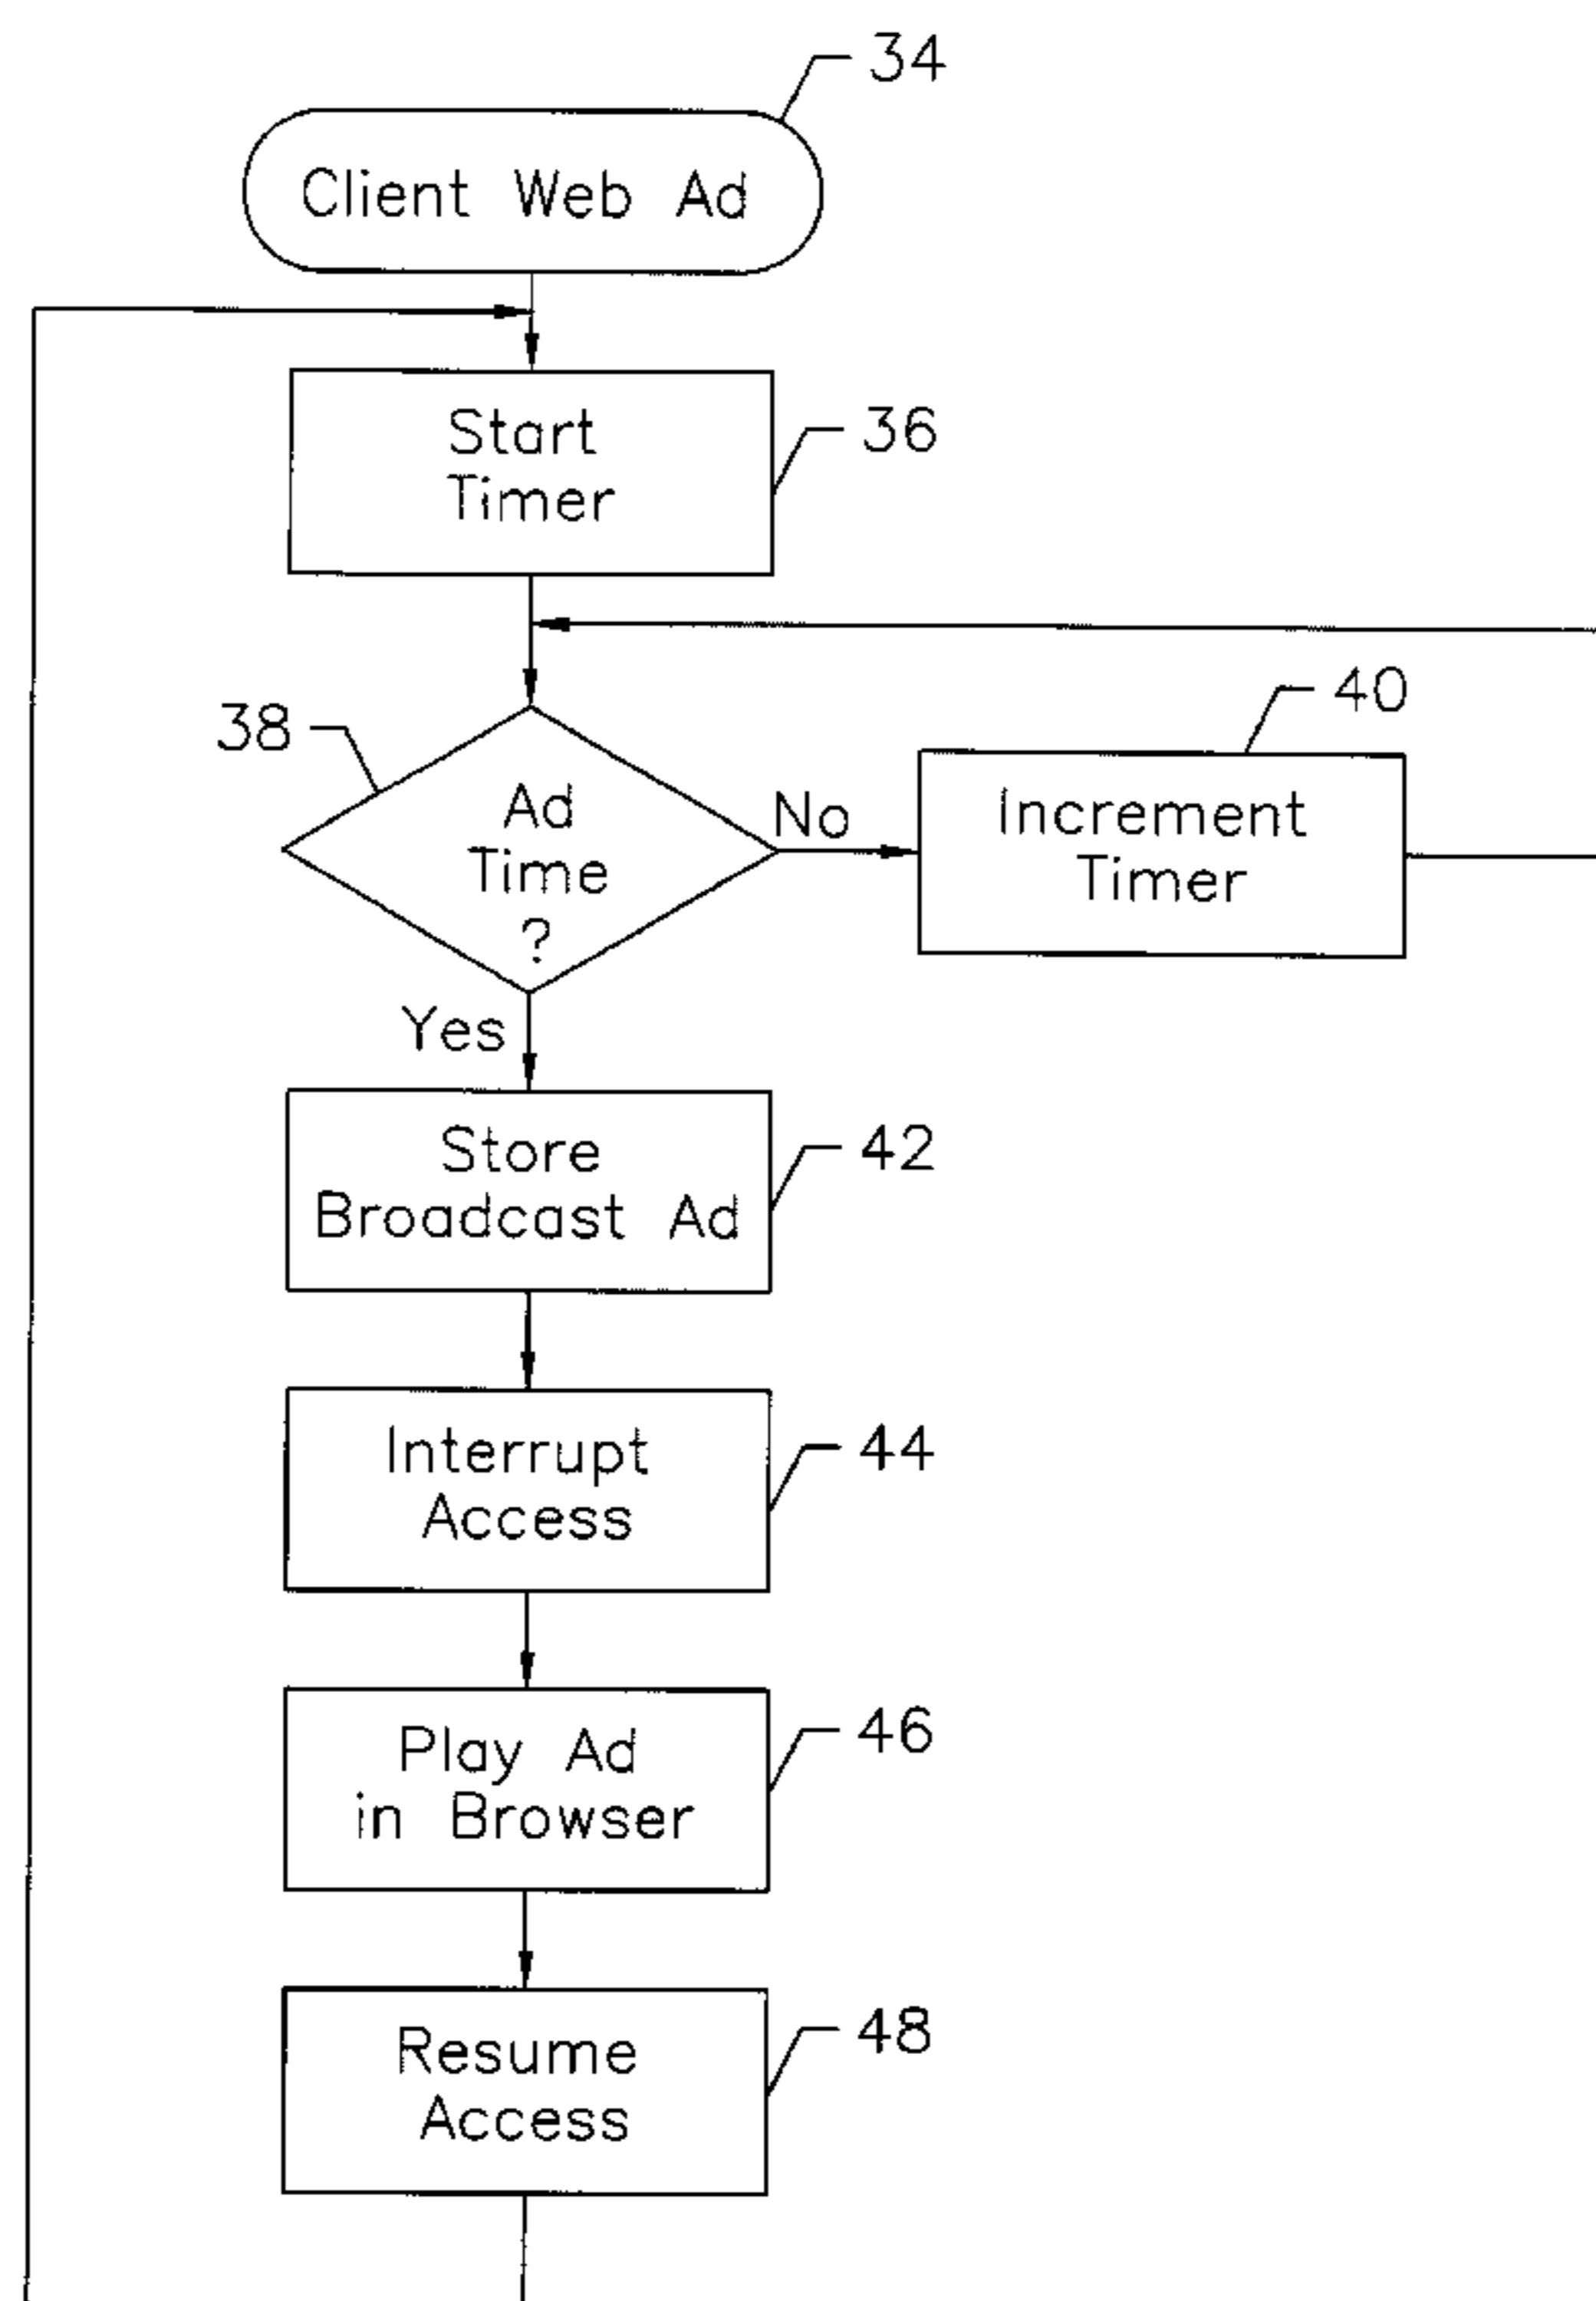 34
Client Web Ad
Start
Timer
36
38
Ad
Time
?
No
40
Increment
Timer
Yes
Store
Broadcast Ad
42
Interrupt
Access
44
Play Ad
in Browser
46
Resume
Access
48